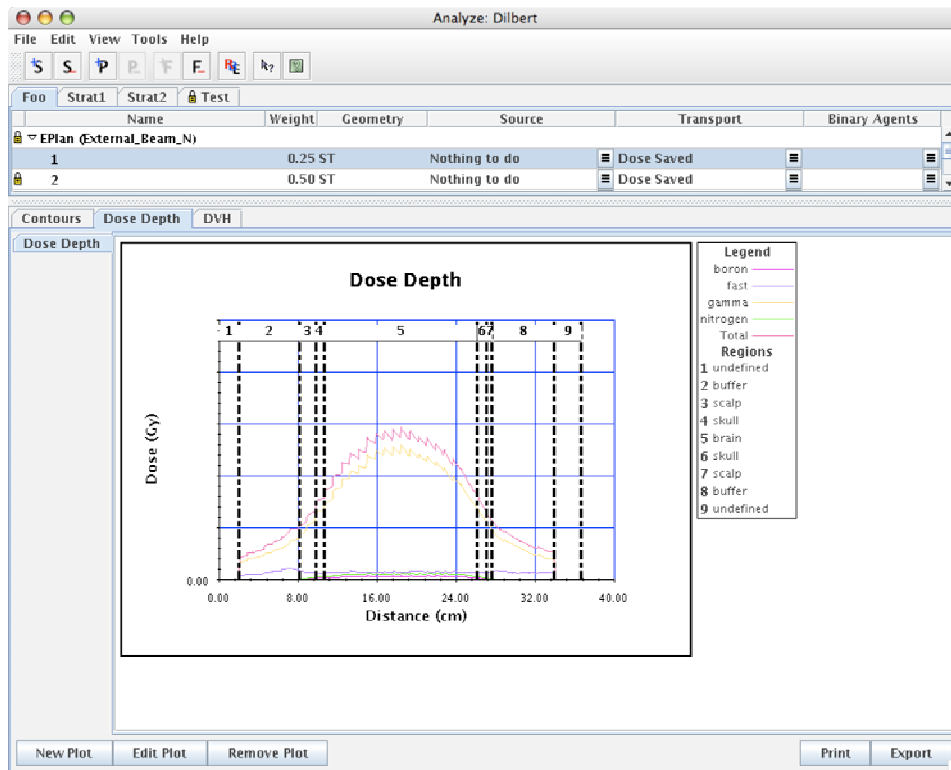 Analyze: Dilbert
File Edit View Tools Help
S S P P F F BE ?
Foo Strat1 Strat2 Test
Name Weight Geometry Source Transport Binary Agents
EPlan (External_Beam_N)
1 0.25 ST Nothing to do Dose Saved
2 0.50 ST Nothing to do Dose Saved
Contours Dose Depth DVH
Dose Depth
Dose Depth
1 2 3 4 5 6 7 8 9
Dose (Gy)
0.00
0.00 8.00 16.00 24.00 32.00 40.00
Distance (cm)
Legend
boron
fast
gamma
nitrogen
Total
Regions
1 undefined
2 buffer
3 scalp
4 skull
5 brain
6 skull
7 scalp
8 buffer
9 undefined
New Plot Edit Plot Remove Plot Print Export